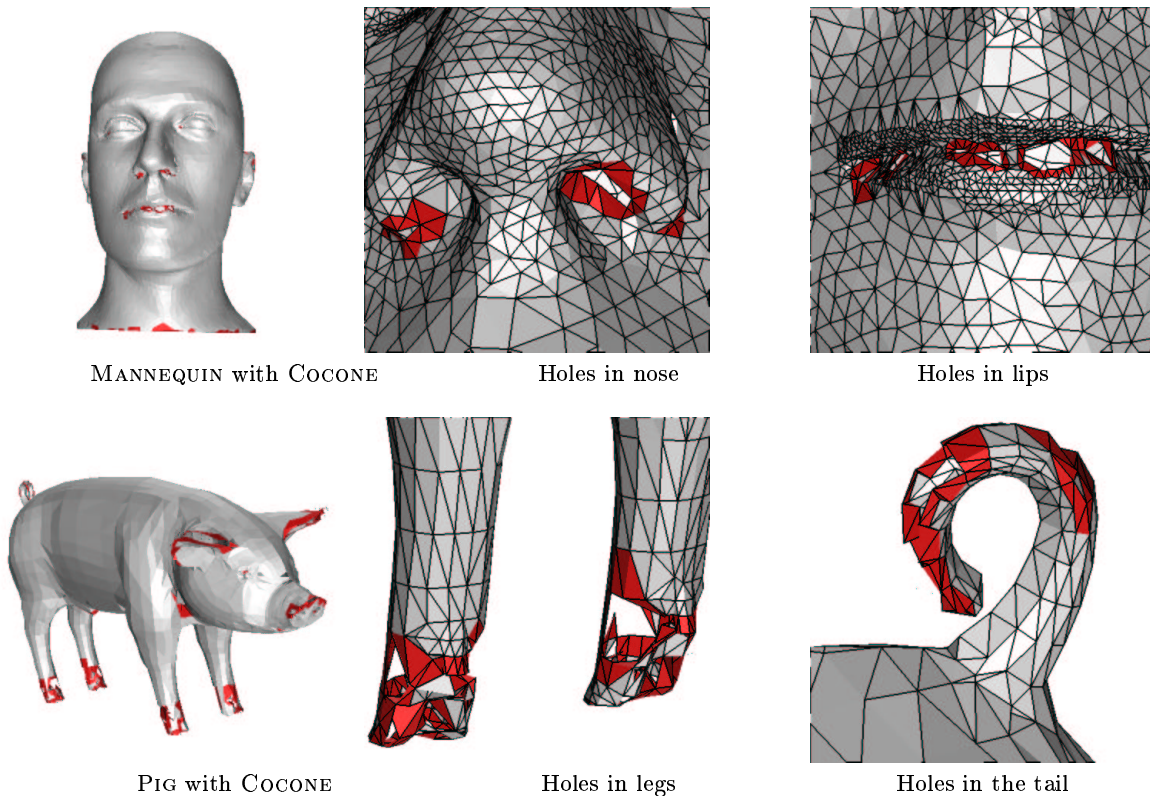 MANNEQUIN with COCONE
Holes in nose
Holes in lips
PIG with COCONE
Holes in legs
Holes in the tail